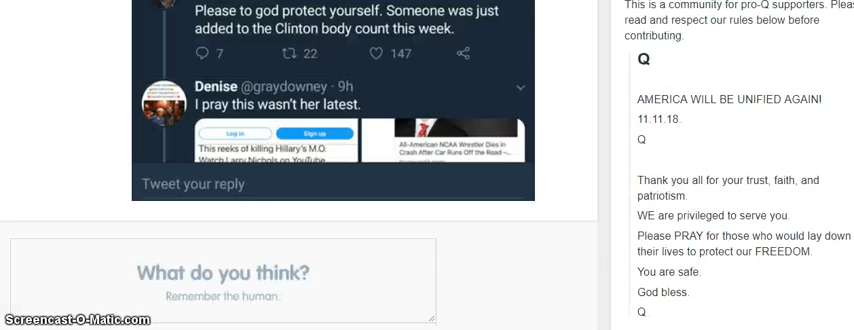 Please to god protect yourself. Someone was just
added to the Clinton body count this week.
7 22 147
Denise @graydowney · 9h
I pray this wasn't her latest.
Log in Sign up
This reeks of killing Hillary's M.O.
Watch Larry Nichols on YouTube
All-American NCAA Wrestler Dies in
Crash After Car Runs Off the Road –...
Tweet your reply
What do you think?
Remember the human.
Screencast-O-Matic.com
This is a community for pro-Q supporters. Pleas
read and respect our rules below before
contributing.
Q
AMERICA WILL BE UNIFIED AGAIN!
11.11.18.
Q
Thank you all for your trust, faith, and
patriotism.
WE are privileged to serve you.
Please PRAY for those who would lay down
their lives to protect our FREEDOM.
You are safe.
God bless.
Q